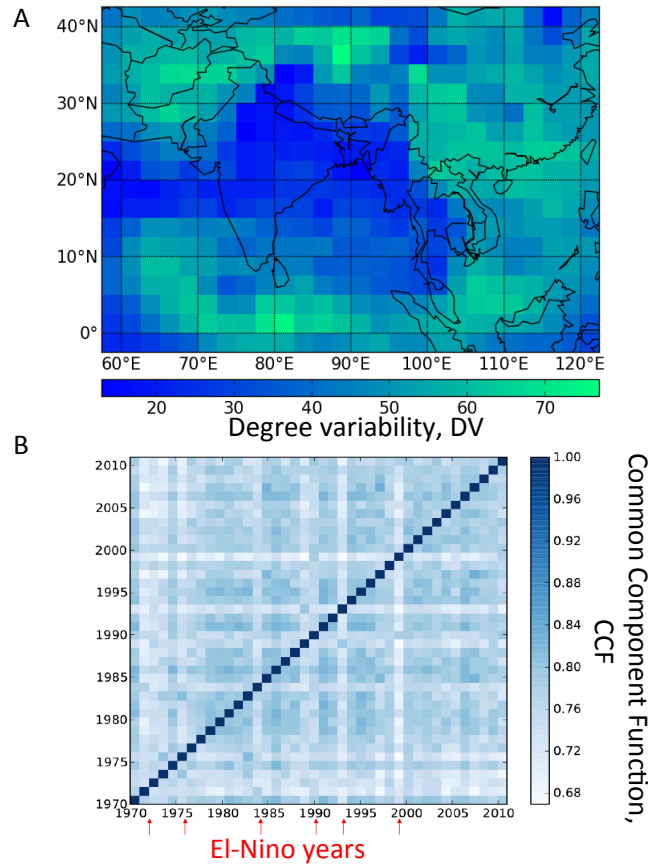 A
40°N
30°N
20°N
10°N
0°
60°E 70°E 80°E 90°E 100°E 110°E 120°E
20 30 40 50 60 70
Degree variability, DV
B
2010
2005
2000
1995
1990
1985
1980
1975
1970
1970 1975 1980 1985 1990 1995 2000 2005 2010
El-Nino years
1.00
0.96
0.92
0.88
0.84
0.80
0.76
0.72
0.68
Common Component Function,
CCF